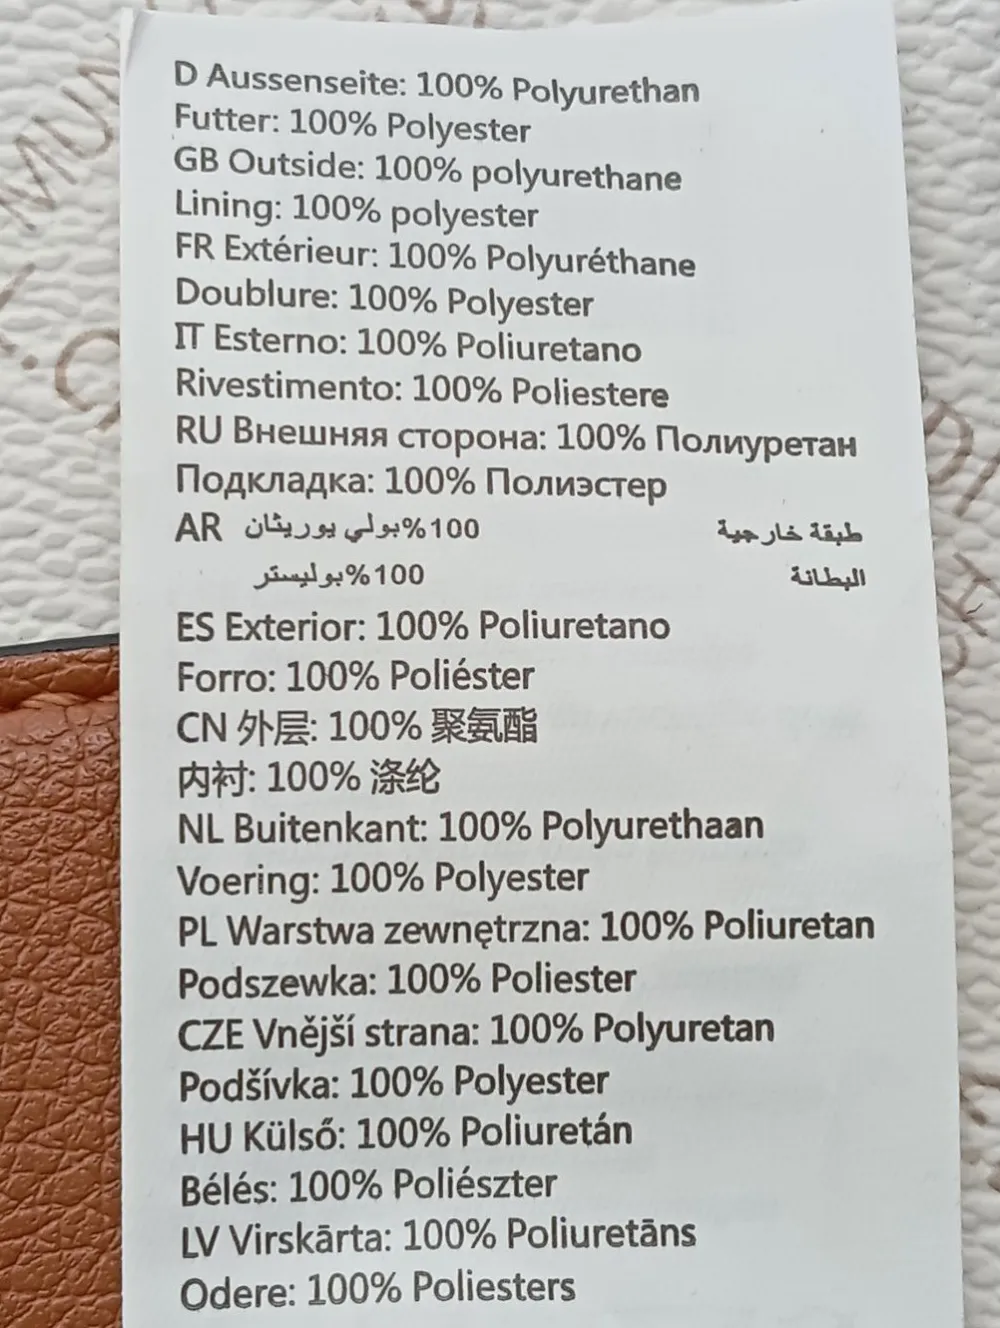 D Aussenseite: 100% Polyurethan
Futter: 100% Polyester
GB Outside: 100% polyurethane
Lining: 100% polyester
FR Extérieur: 100% Polyuréthane
Doublure: 100% Polyester
IT Esterno: 100% Poliuretano
Rivestimento: 100% Poliestere
RU Внешняя сторона: 100% Полиуретан
Подкладка: 100% Полиэстер
AR طبقة خارجية 100%بولي يوريثان
البطانة 100%بوليستر
ES Exterior: 100% Poliuretano
Forro: 100% Poliéster
CN 外层: 100% 聚氨酯
内衬: 100% 涤纶
NL Buitenkant: 100% Polyurethaan
Voering: 100% Polyester
PL Warstwa zewnętrzna: 100% Poliuretan
Podszewka: 100% Poliester
CZE Vnější strana: 100% Polyuretan
Podšívka: 100% Polyester
HU Külső: 100% Poliuretán
Bélés: 100% Poliészter
LV Virskārta: 100% Poliuretāns
Odere: 100% Poliesters